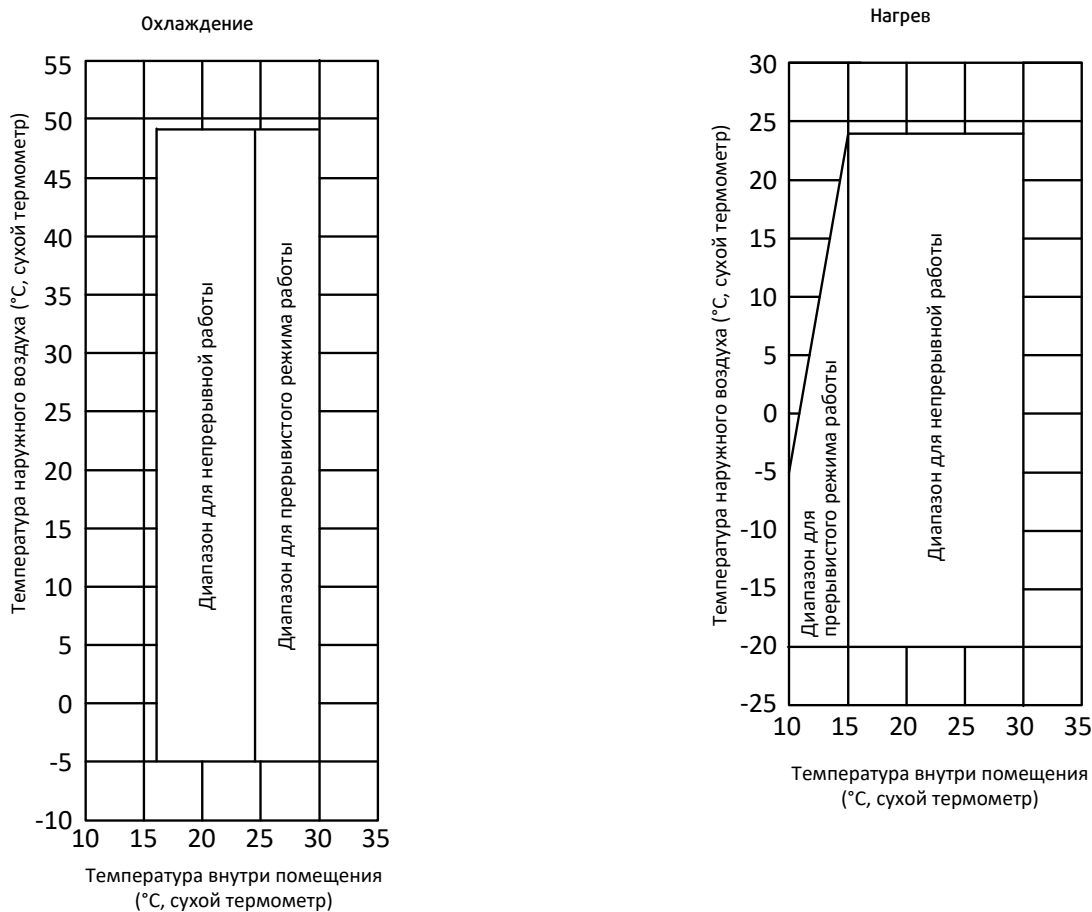 Охлаждение
Температура наружного воздуха (°C, сухой термометр)
55
50
45
40
35
30
25
20
15
10
5
0
-5
-10
Диапазон для непрерывной работы
Диапазон для прерывистого режима работы
10 15 20 25 30 35
Температура внутри помещения
(°C, сухой термометр)
Нагрев
Температура наружного воздуха (°C, сухой термометр)
30
25
20
15
10
5
0
-5
-10
-15
-20
-25
Диапазон для
прерывистого режима работы
Диапазон для непрерывной работы
10 15 20 25 30 35
Температура внутри помещения
(°C, сухой термометр)